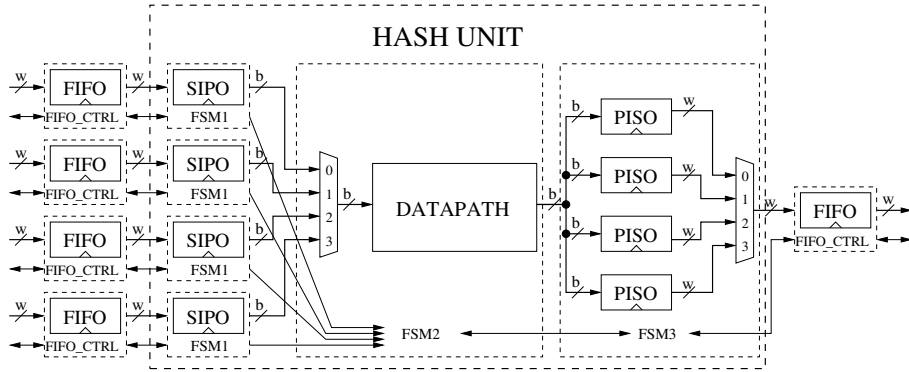 HASH UNIT
w w b
FIFO SIPO
FIFO_CTRL FSM1
w w b
FIFO SIPO
FIFO_CTRL FSM1
w w b
FIFO SIPO
FIFO_CTRL FSM1
w w b
FIFO SIPO
FIFO_CTRL FSM1
0
1
2
3
b
DATAPATH
b
FSM2
b PISO w
b PISO w
b PISO w
b PISO w
0
1
2
3
FSM3
w w
FIFO
FIFO_CTRL